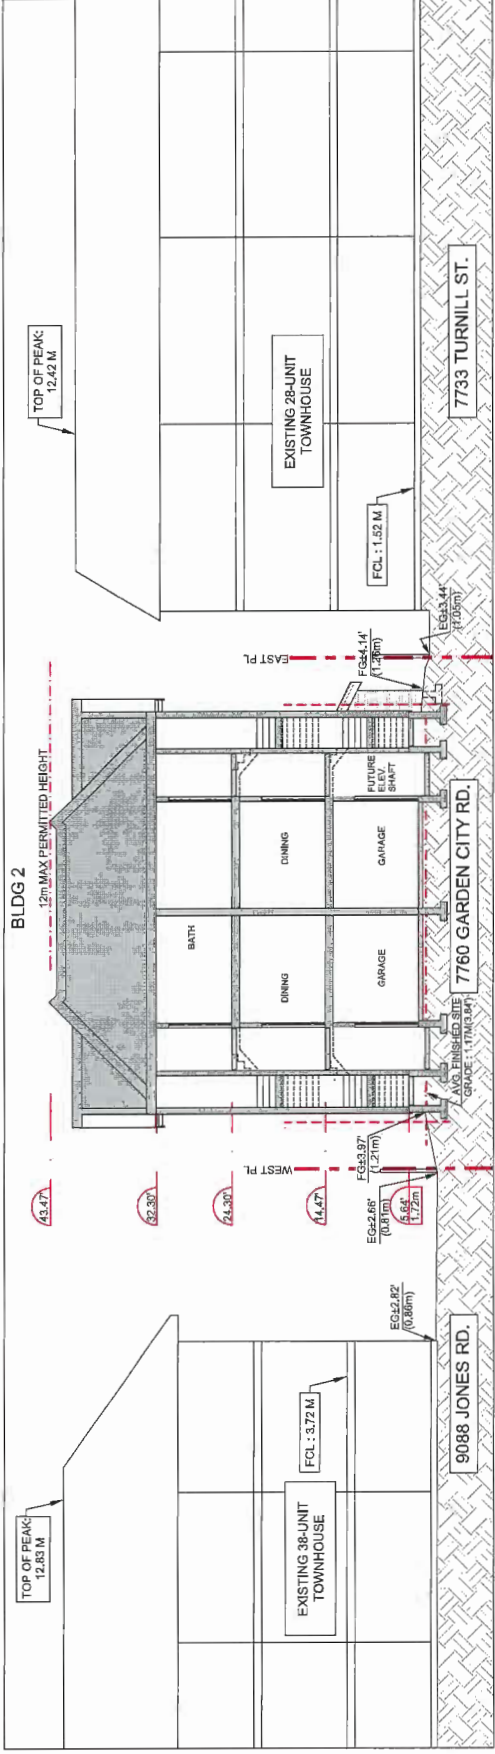 BLDG 2
12m MAX PERMITTED HEIGHT
TOP OF PEAK:
12.83 M
TOP OF PEAK:
12.42 M
43.47'
32.30'
24.30'
14.47'
5.64'
1.72m
WEST PL
EAST PL
BATH
DINING
DINING
GARAGE
GARAGE
FUTURE
ELEV.
SHAFT
EXISTING 38-UNIT
TOWNHOUSE
FCL : 3.72 M
EXISTING 28-UNIT
TOWNHOUSE
FCL : 1.52 M
EG±2.82'
(0.86m)
EG±2.66'
(0.81m)
FG±3.97'
(1.21m)
FG±4.14'
(1.26m)
EG±3.44'
(1.05m)
AVG. FINISHED SITE
GRADE : 1.17M(3.84')
9088 JONES RD.
7760 GARDEN CITY RD.
7733 TURNILL ST.